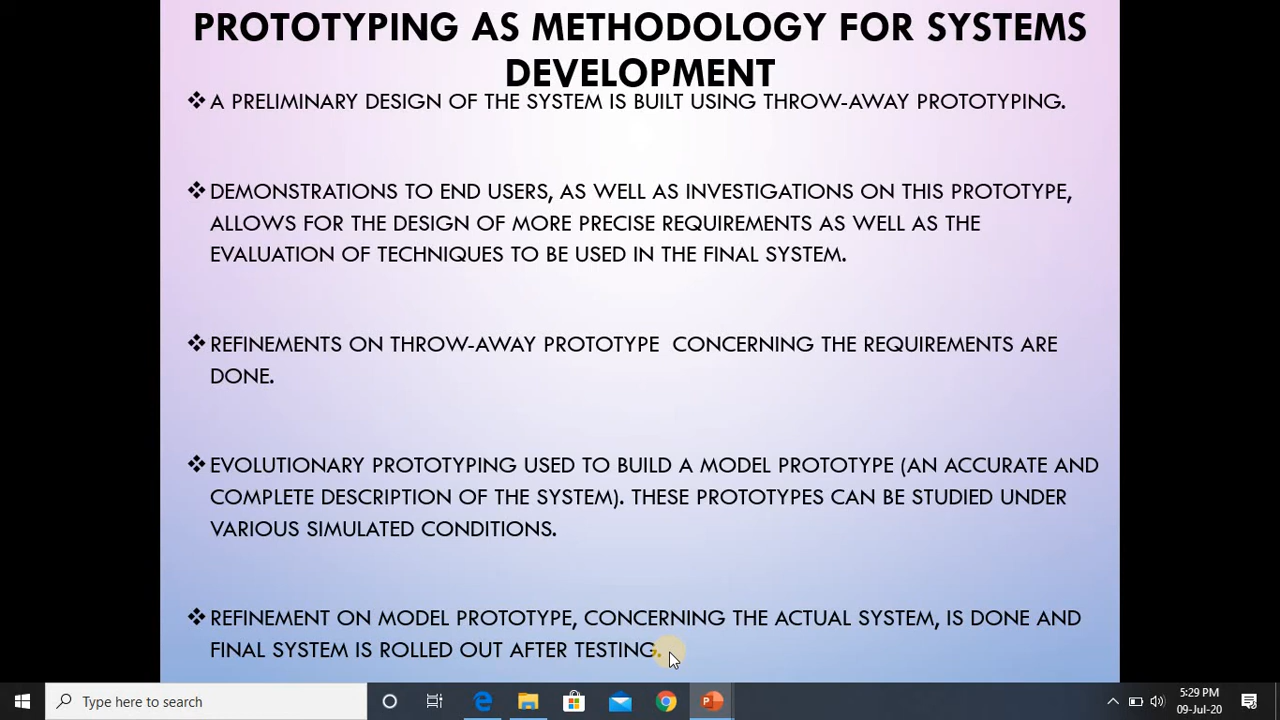 PROTOTYPING AS METHODOLOGY FOR SYSTEMS
DEVELOPMENT
❖ A PRELIMINARY DESIGN OF THE SYSTEM IS BUILT USING THROW-AWAY PROTOTYPING.
❖ DEMONSTRATIONS TO END USERS, AS WELL AS INVESTIGATIONS ON THIS PROTOTYPE,
ALLOWS FOR THE DESIGN OF MORE PRECISE REQUIREMENTS AS WELL AS THE
EVALUATION OF TECHNIQUES TO BE USED IN THE FINAL SYSTEM.
❖ REFINEMENTS ON THROW-AWAY PROTOTYPE  CONCERNING THE REQUIREMENTS ARE
DONE.
❖ EVOLUTIONARY PROTOTYPING USED TO BUILD A MODEL PROTOTYPE (AN ACCURATE AND
COMPLETE DESCRIPTION OF THE SYSTEM). THESE PROTOTYPES CAN BE STUDIED UNDER
VARIOUS SIMULATED CONDITIONS.
❖ REFINEMENT ON MODEL PROTOTYPE, CONCERNING THE ACTUAL SYSTEM, IS DONE AND
FINAL SYSTEM IS ROLLED OUT AFTER TESTING.
Type here to search
5:29 PM
09-Jul-20